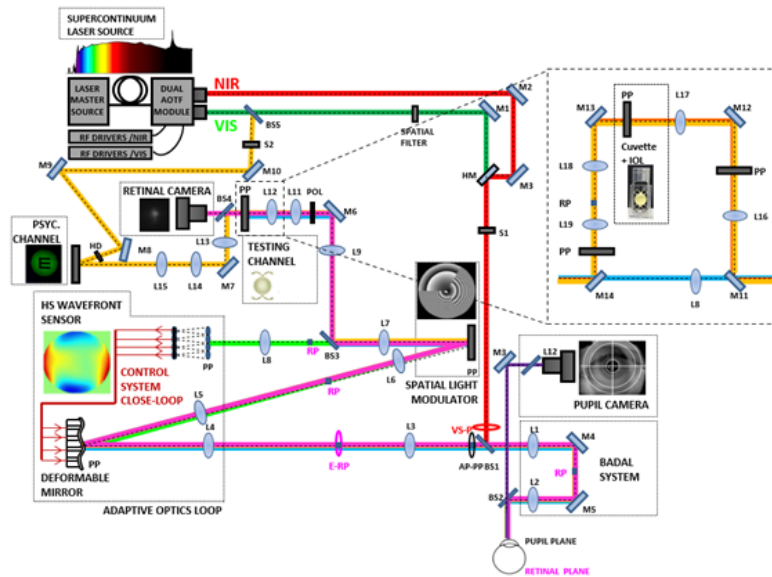 SUPERCONTINUUM
LASER SOURCE
LASER
MASTER
SOURCE
DUAL
AOTF
MODULE
RF DRIVERS /NIR
RF DRIVERS /VIS
NIR
VIS
BS5
S2
M10
M9
SPATIAL
FILTER
M1
M2
HM
M3
S1
RETINAL CAMERA
BS4
PP
L12
L11
POL
M6
L13
L9
PSYC.
CHANNEL
HD
M8
L15
L14
M7
TESTING
CHANNEL
HS WAVEFRONT
SENSOR
CONTROL
SYSTEM
CLOSE-LOOP
PP
L8
RP
BS3
L7
L6
PP
SPATIAL LIGHT
MODULATOR
RP
L5
L4
PP
DEFORMABLE
MIRROR
ADAPTIVE OPTICS LOOP
E-RP
L3
VS-P
AP-PP
BS1
L1
M4
RP
BADAL
SYSTEM
BS2
L2
M5
M3
L12
PUPIL CAMERA
PUPIL PLANE
RETINAL PLANE
M13
PP
L17
M12
Cuvette
+ IOL
L18
PP
RP
L19
L16
PP
M14
L8
M11
E